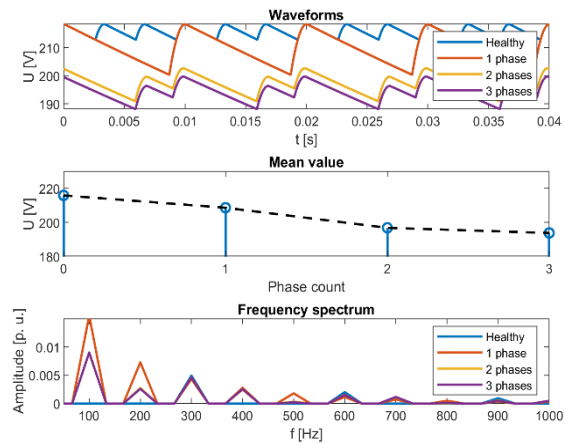 Waveforms
U [V]
210
200
190
0
0.005
0.01
0.015
0.02
0.025
0.03
0.035
0.04
t [s]
Healthy
1 phase
2 phases
3 phases
Mean value
U [V]
220
200
180
0
1
2
3
Phase count
Frequency spectrum
Amplitude [p. u.]
0.01
0.005
0
100
200
300
400
500
600
700
800
900
1000
f [Hz]
Healthy
1 phase
2 phases
3 phases